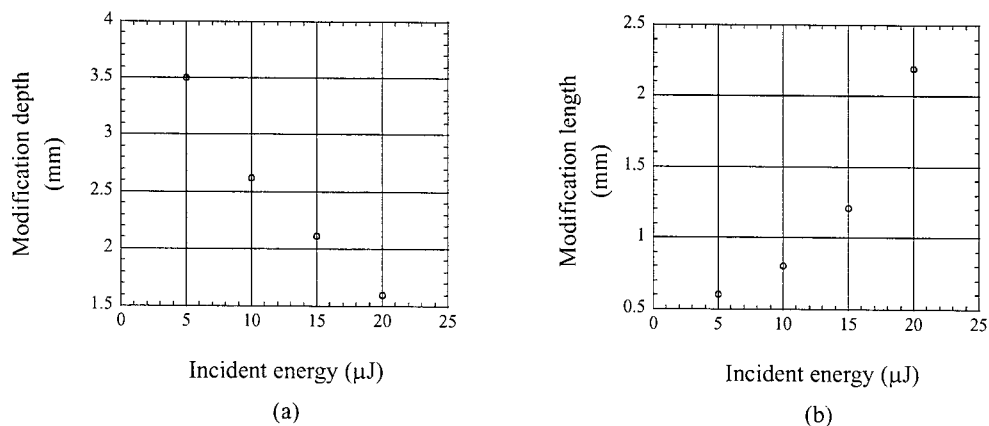 Modification depth
(mm)
4
3.5
3
2.5
2
1.5
0 5 10 15 20 25
Incident energy (μJ)
(a)
Modification length
(mm)
2.5
2
1.5
1
0.5
0 5 10 15 20 25
Incident energy (μJ)
(b)